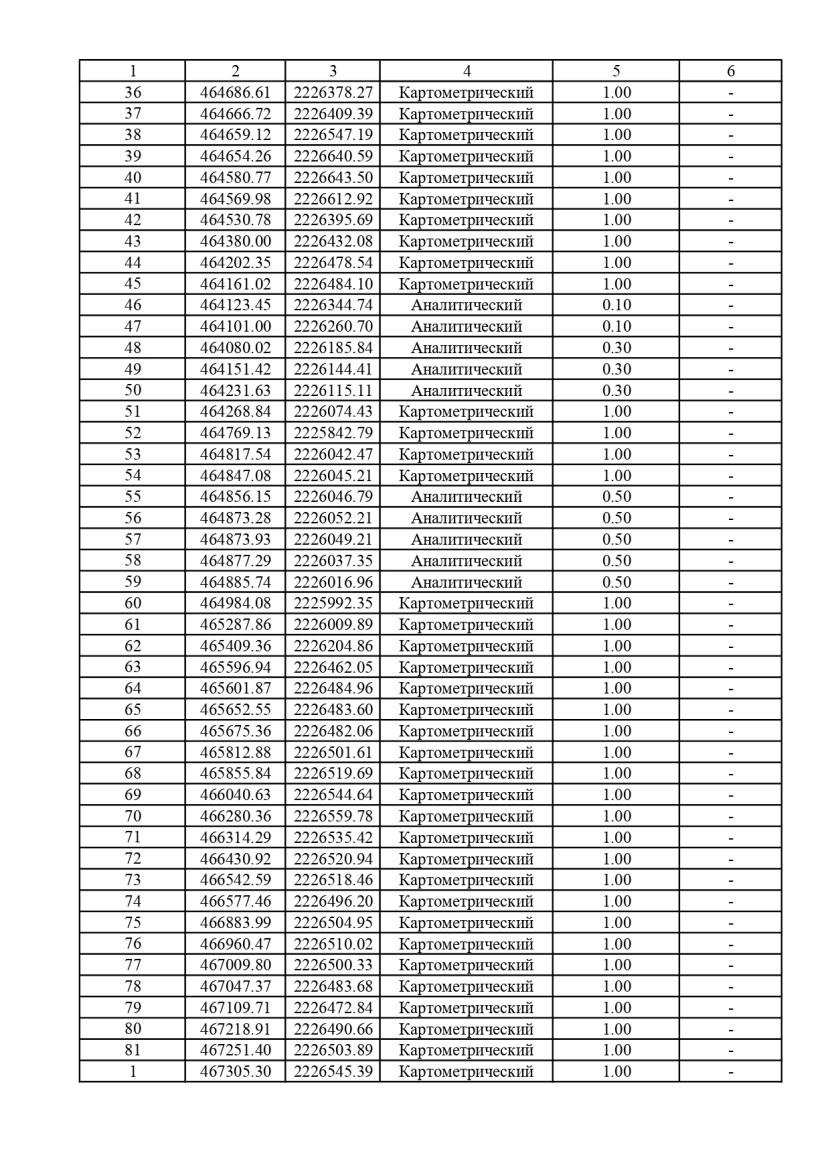 1 2 3 4 5 6
36 464686.61 2226378.27 Картометрический 1.00 -
37 464666.72 2226409.39 Картометрический 1.00 -
38 464659.12 2226547.19 Картометрический 1.00 -
39 464654.26 2226640.59 Картометрический 1.00 -
40 464580.77 2226643.50 Картометрический 1.00 -
41 464569.98 2226612.92 Картометрический 1.00 -
42 464530.78 2226395.69 Картометрический 1.00 -
43 464380.00 2226432.08 Картометрический 1.00 -
44 464202.35 2226478.54 Картометрический 1.00 -
45 464161.02 2226484.10 Картометрический 1.00 -
46 464123.45 2226344.74 Аналитический 0.10 -
47 464101.00 2226260.70 Аналитический 0.10 -
48 464080.02 2226185.84 Аналитический 0.30 -
49 464151.42 2226144.41 Аналитический 0.30 -
50 464231.63 2226115.11 Аналитический 0.30 -
51 464268.84 2226074.43 Картометрический 1.00 -
52 464769.13 2225842.79 Картометрический 1.00 -
53 464817.54 2226042.47 Картометрический 1.00 -
54 464847.08 2226045.21 Картометрический 1.00 -
55 464856.15 2226046.79 Аналитический 0.50 -
56 464873.28 2226052.21 Аналитический 0.50 -
57 464873.93 2226049.21 Аналитический 0.50 -
58 464877.29 2226037.35 Аналитический 0.50 -
59 464885.74 2226016.96 Аналитический 0.50 -
60 464984.08 2225992.35 Картометрический 1.00 -
61 465287.86 2226009.89 Картометрический 1.00 -
62 465409.36 2226204.86 Картометрический 1.00 -
63 465596.94 2226462.05 Картометрический 1.00 -
64 465601.87 2226484.96 Картометрический 1.00 -
65 465652.55 2226483.60 Картометрический 1.00 -
66 465675.36 2226482.06 Картометрический 1.00 -
67 465812.88 2226501.61 Картометрический 1.00 -
68 465855.84 2226519.69 Картометрический 1.00 -
69 466040.63 2226544.64 Картометрический 1.00 -
70 466280.36 2226559.78 Картометрический 1.00 -
71 466314.29 2226535.42 Картометрический 1.00 -
72 466430.92 2226520.94 Картометрический 1.00 -
73 466542.59 2226518.46 Картометрический 1.00 -
74 466577.46 2226496.20 Картометрический 1.00 -
75 466883.99 2226504.95 Картометрический 1.00 -
76 466960.47 2226510.02 Картометрический 1.00 -
77 467009.80 2226500.33 Картометрический 1.00 -
78 467047.37 2226483.68 Картометрический 1.00 -
79 467109.71 2226472.84 Картометрический 1.00 -
80 467218.91 2226490.66 Картометрический 1.00 -
81 467251.40 2226503.89 Картометрический 1.00 -
1 467305.30 2226545.39 Картометрический 1.00 -